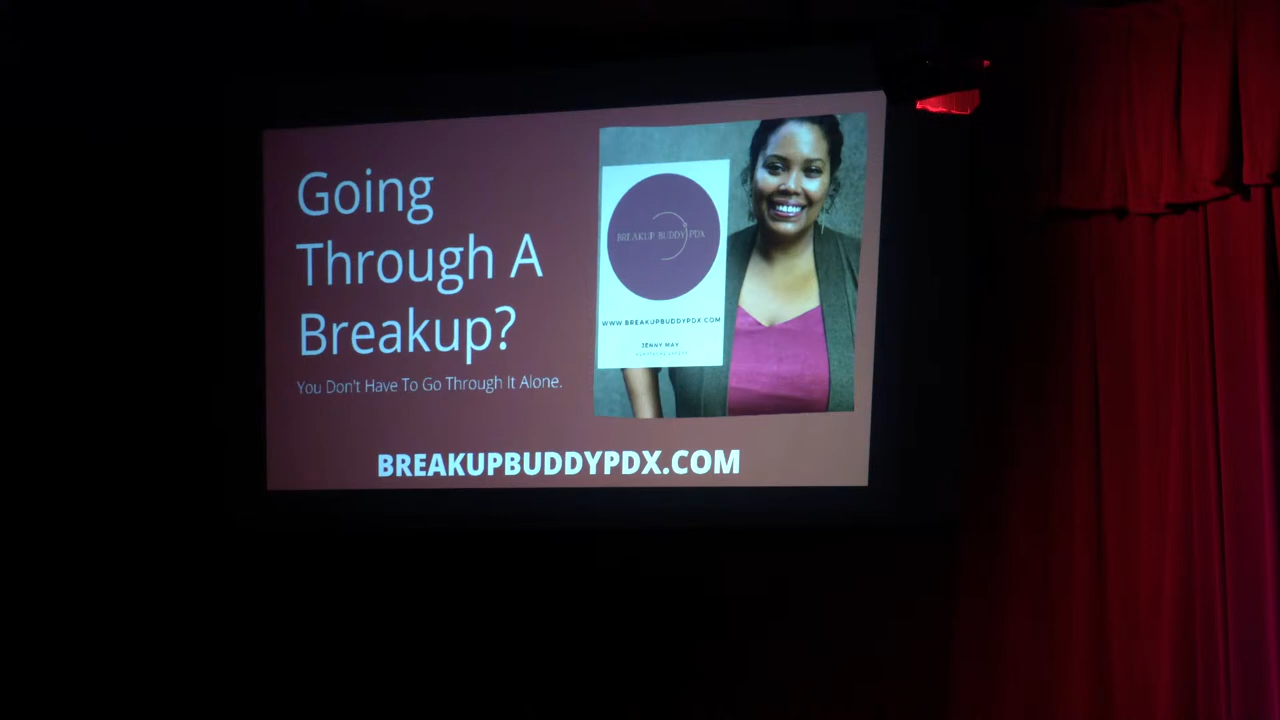 Going
Through A
Breakup?
You Don't Have To Go Through It Alone.
BREAKUP BUDDY PDX
WWW.BREAKUPBUDDYPDX.COM
JENNY MAY
BREAKUPBUDDYPDX.COM